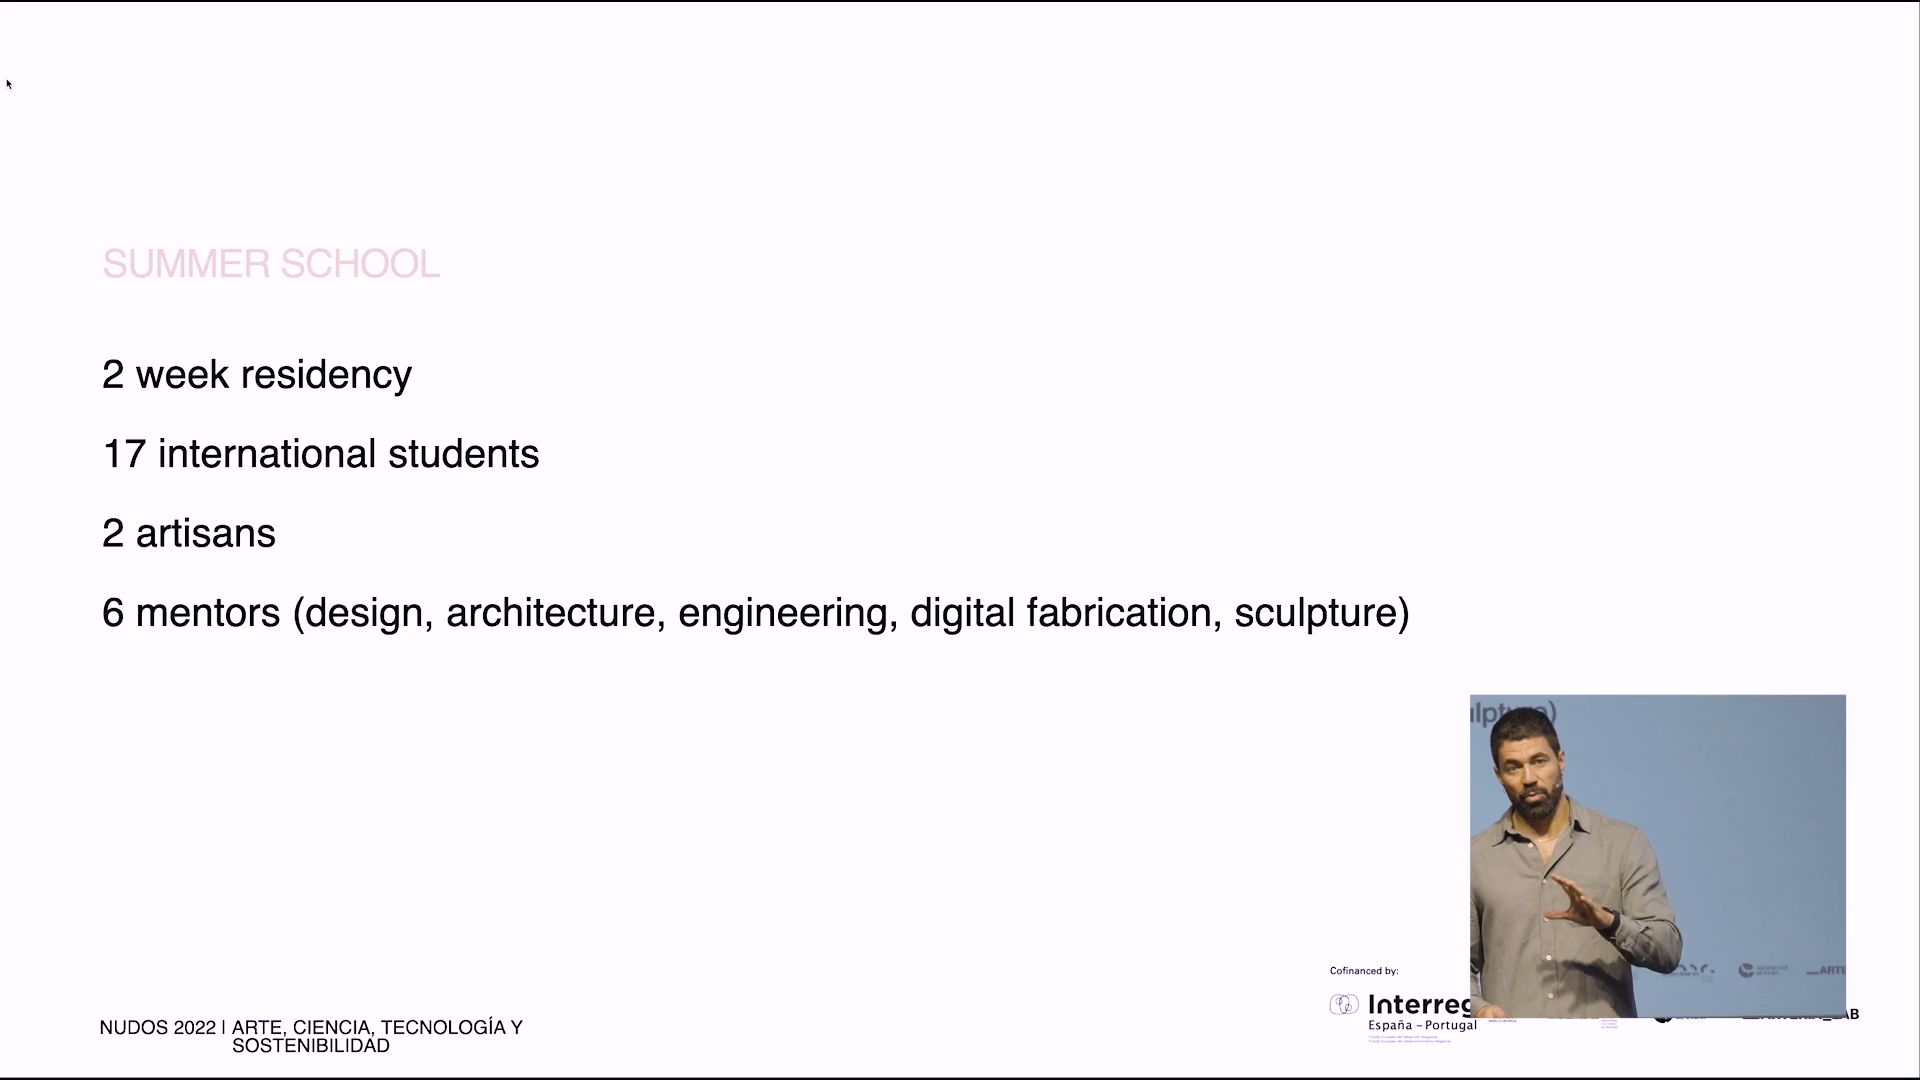 SUMMER SCHOOL
2 week residency
17 international students
2 artisans
6 mentors (design, architecture, engineering, digital fabrication, sculpture)
Cofinanced by:
Interreg
España – Portugal
NUDOS 2022 | ARTE, CIENCIA, TECNOLOGÍA Y
SOSTENIBILIDAD